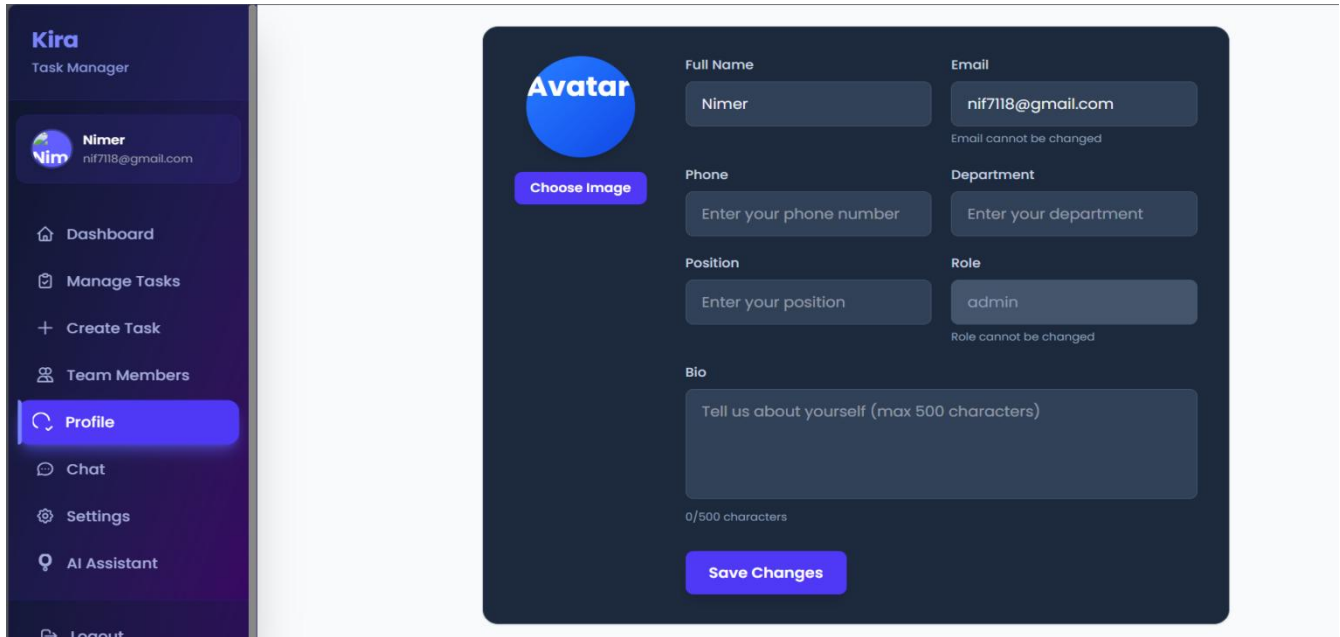 Kira
Task Manager
Nim
Nimer
nif7118@gmail.com
Dashboard
Manage Tasks
Create Task
Team Members
Profile
Chat
Settings
AI Assistant
Logout
Avatar
Choose Image
Full Name
Nimer
Email
nif7118@gmail.com
Email cannot be changed
Phone
Enter your phone number
Department
Enter your department
Position
Enter your position
Role
admin
Role cannot be changed
Bio
Tell us about yourself (max 500 characters)
0/500 characters
Save Changes